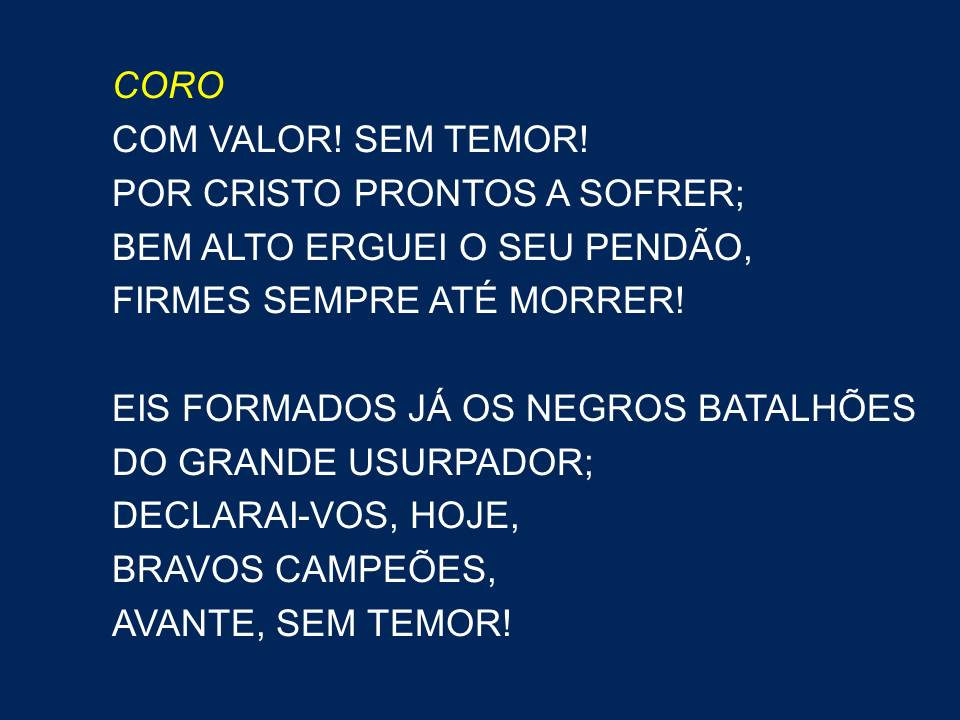 CORO
COM VALOR! SEM TEMOR!
POR CRISTO PRONTOS A SOFRER;
BEM ALTO ERGUEI O SEU PENDÃO,
FIRMES SEMPRE ATÉ MORRER!
EIS FORMADOS JÁ OS NEGROS BATALHÕES
DO GRANDE USURPADOR;
DECLARAI-VOS, HOJE,
BRAVOS CAMPEÕES,
AVANTE, SEM TEMOR!